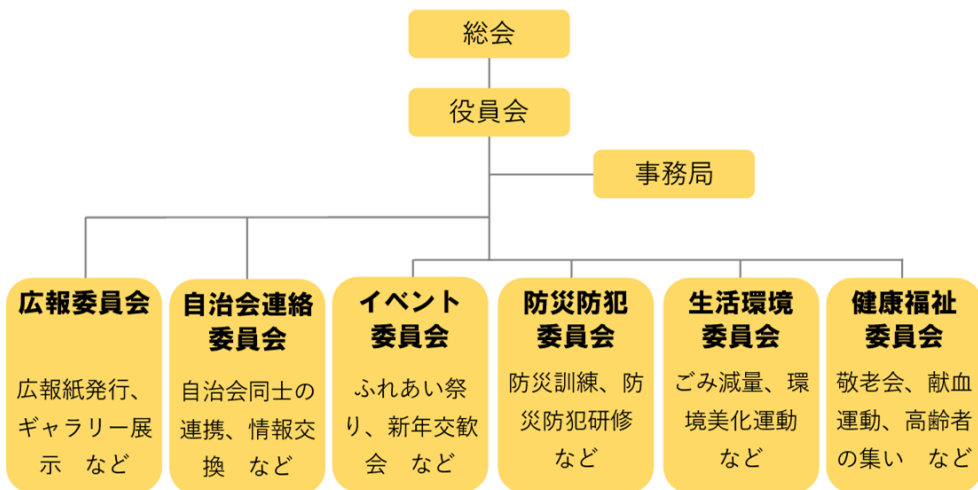 総会
役員会
事務局
広報委員会
広報紙発行、
ギャラリー展
示　など
自治会連絡
委員会
自治会同士の
連携、情報交
換　など
イベント
委員会
ふれあい祭
り、新年交歓
会　など
防災防犯
委員会
防災訓練、防
災防犯研修
など
生活環境
委員会
ごみ減量、環
境美化運動
など
健康福祉
委員会
敬老会、献血
運動、高齢者
の集い　など